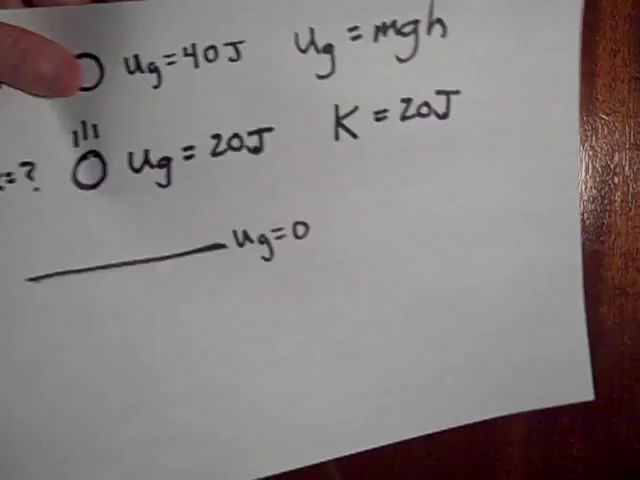 Ug = 40J Ug = mgh
=? Ug = 20J K = 20J
Ug=0